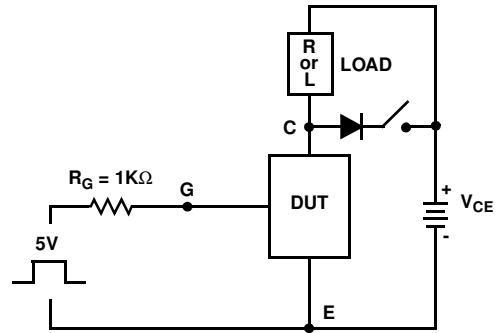 R
or
L
LOAD
C
R_G = 1KΩ
G
DUT
+
V_CE
-
5V
E